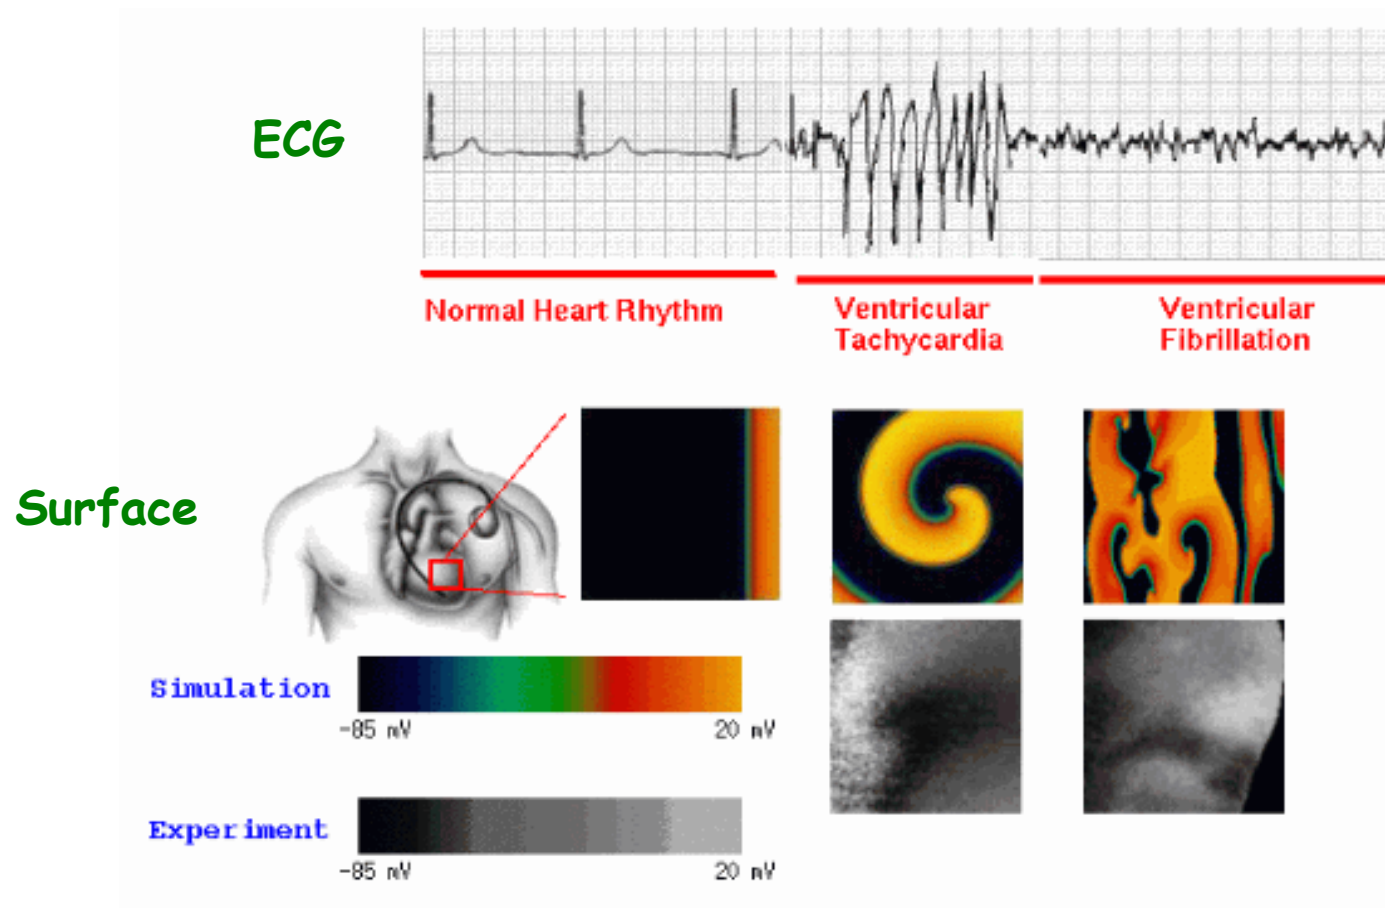 ECG
Normal Heart Rhythm
Ventricular
Tachycardia
Ventricular
Fibrillation
Surface
Simulation
-85 mV
20 mV
Experiment
-85 mV
20 mV